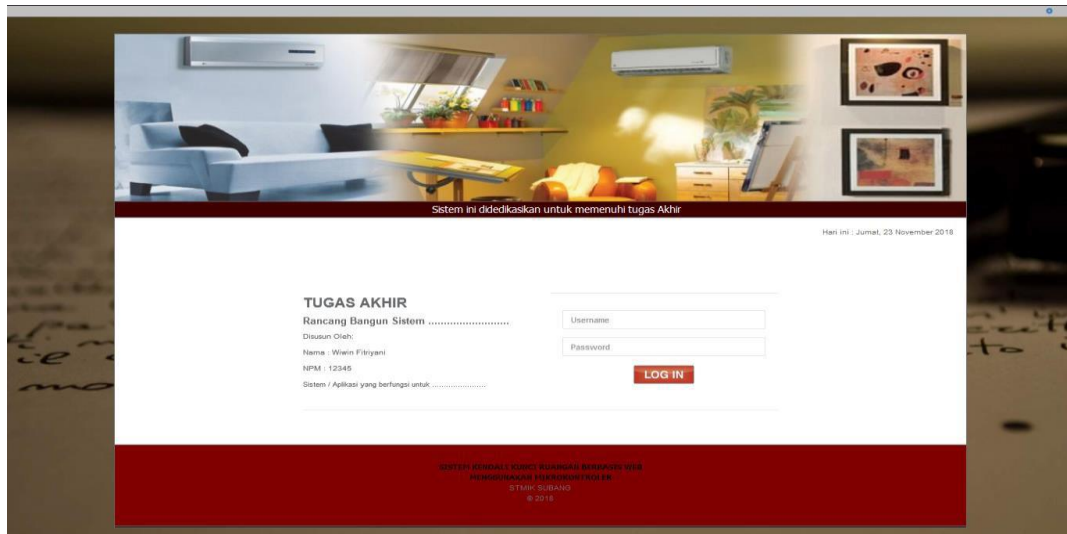 Sistem ini didedikasikan untuk memenuhi tugas Akhir
Hari ini : Jumat, 23 November 2018
TUGAS AKHIR
Rancang Bangun Sistem ...........................
Disusun Oleh:
Nama : Wiwin Fitriyani
NPM : 12345
Sistem / Aplikasi yang berfungsi untuk .......................
Username
Password
LOG IN
SISTEM KENDALI KUNCI RUANGAN BERBASIS WEB
MENGGUNAKAN MIKROKONTROLER
STMIK SUBANG
© 2018